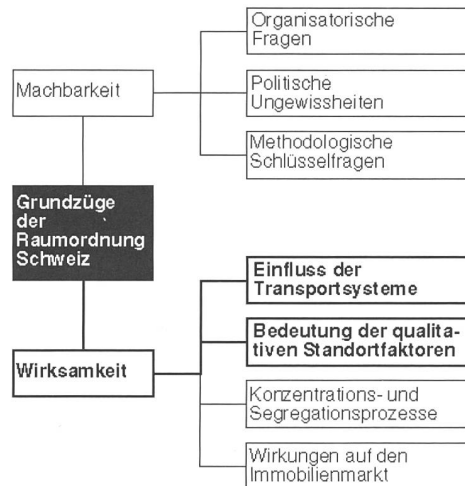 Organisatorische
Fragen
Machbarkeit
Politische
Ungewissheiten
Methodologische
Schlüsselfragen
Grundzüge
der
Raumordnung
Schweiz
Einfluss der
Transportsysteme
Bedeutung der qualita-
tiven Standortfaktoren
Wirksamkeit
Konzentrations- und
Segregationsprozesse
Wirkungen auf den
Immobilienmarkt